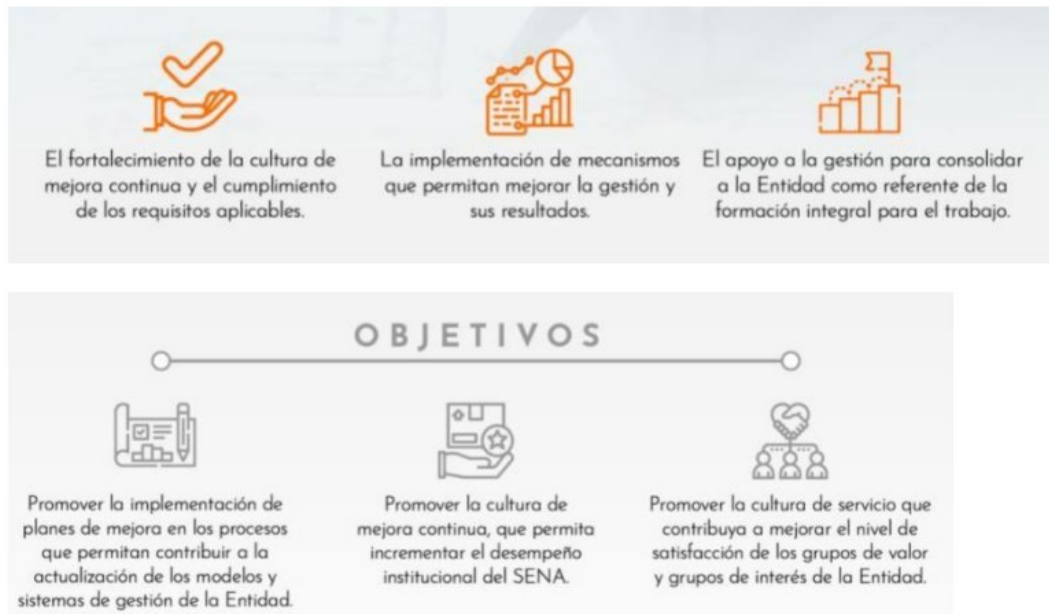 El fortalecimiento de la cultura de
mejora continua y el cumplimiento
de los requisitos aplicables.
La implementación de mecanismos
que permitan mejorar la gestión y
sus resultados.
El apoyo a la gestión para consolidar
a la Entidad como referente de la
formación integral para el trabajo.
OBJETIVOS
Promover la implementación de
planes de mejora en los procesos
que permitan contribuir a la
actualización de los modelos y
sistemas de gestión de la Entidad.
Promover la cultura de
mejora continua, que permita
incrementar el desempeño
institucional del SENA.
Promover la cultura de servicio que
contribuya a mejorar el nivel de
satisfacción de los grupos de valor
y grupos de interés de la Entidad.